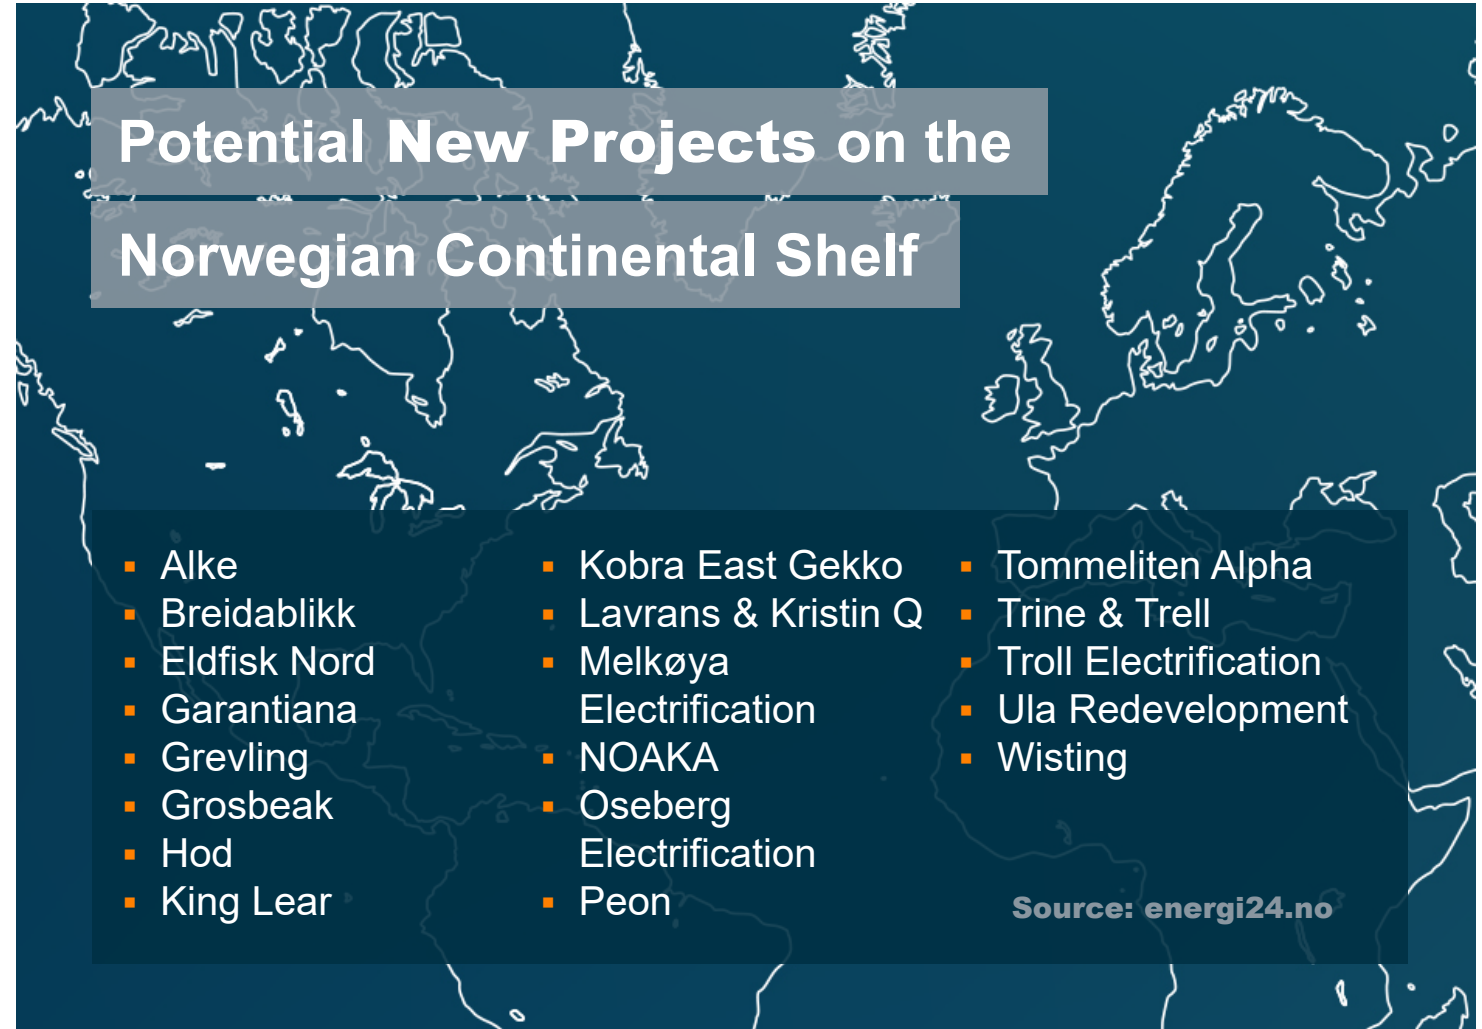 Potential New Projects on the
Norwegian Continental Shelf
Alke
Breidablikk
Eldfisk Nord
Garantiana
Grevling
Grosbeak
Hod
King Lear
Kobra East Gekko
Lavrans & Kristin Q
Melkøya
Electrification
NOAKA
Oseberg
Electrification
Peon
Tommeliten Alpha
Trine & Trell
Troll Electrification
Ula Redevelopment
Wisting
Source: energi24.no